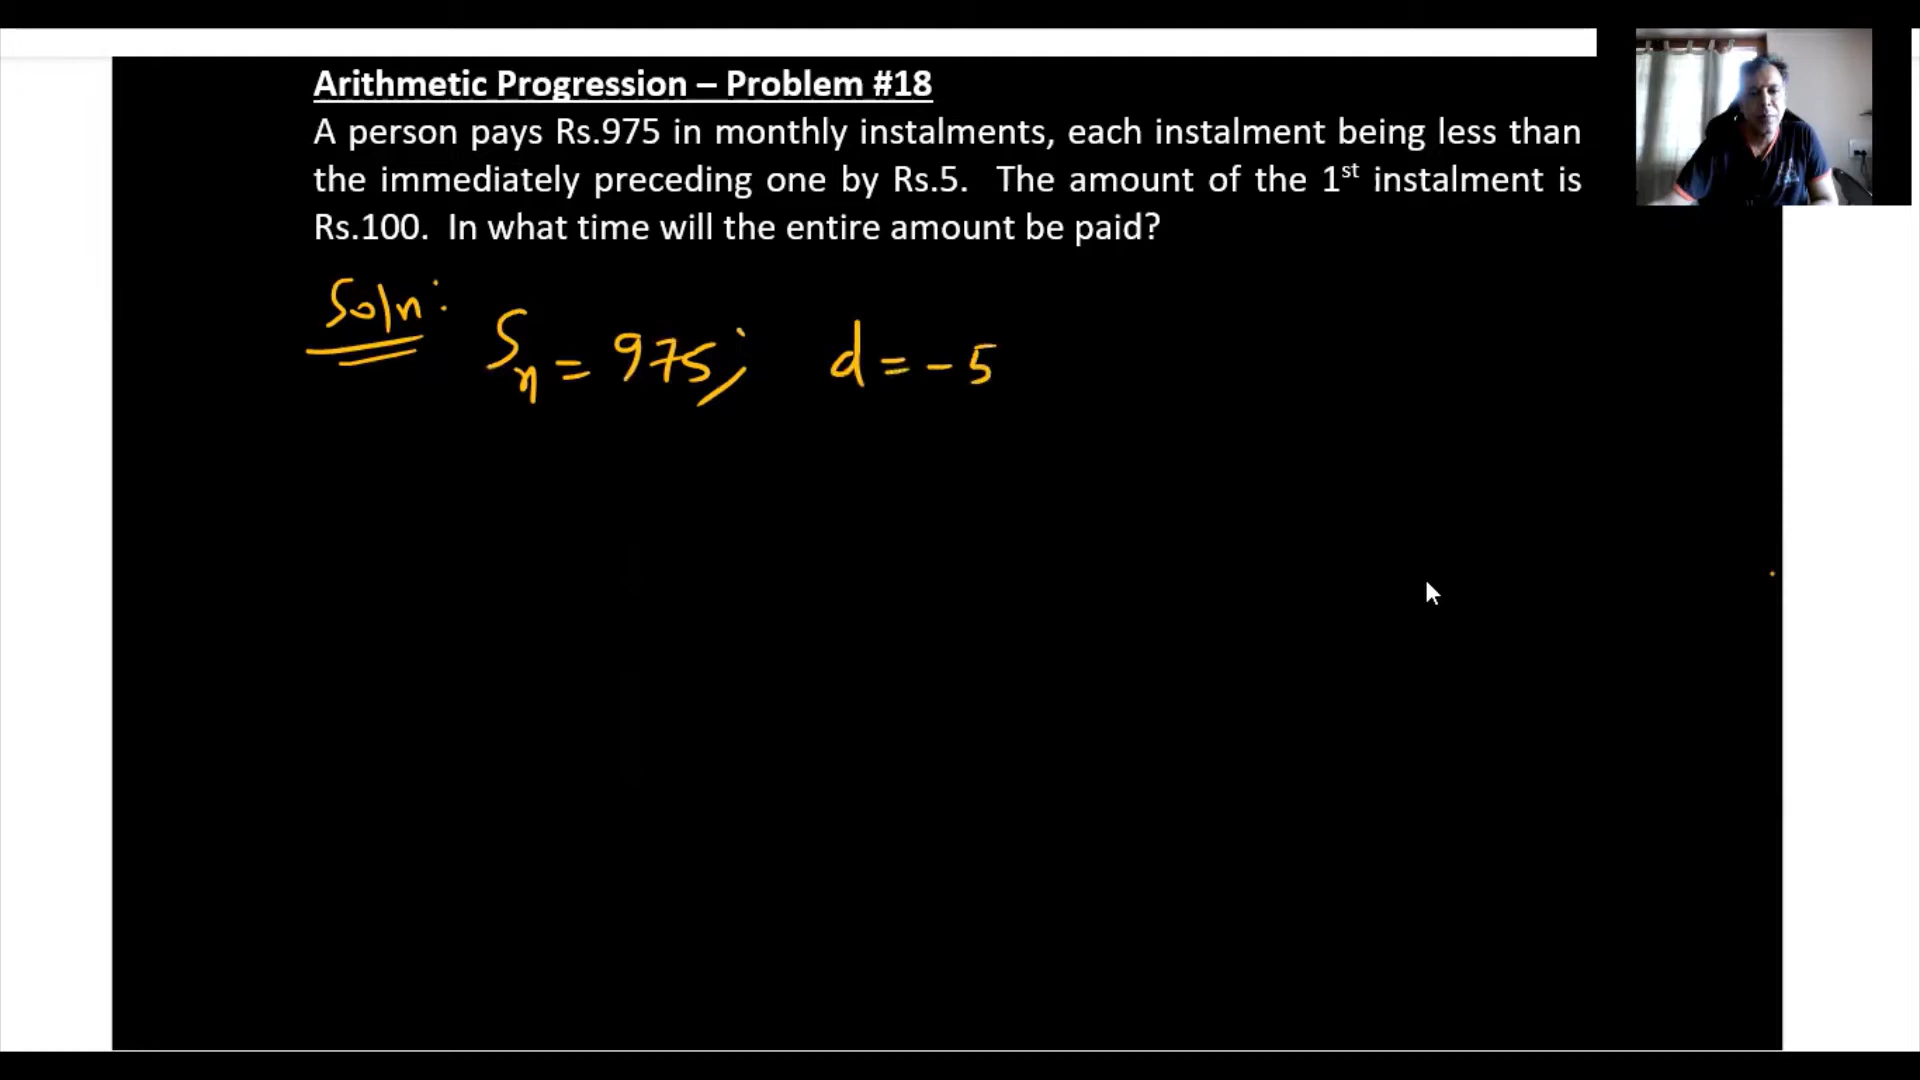 Arithmetic Progression – Problem #18
A person pays Rs.975 in monthly instalments, each instalment being less than
the immediately preceding one by Rs.5. The amount of the 1st instalment is
Rs.100. In what time will the entire amount be paid?
Soln:
Sn = 975; d = -5